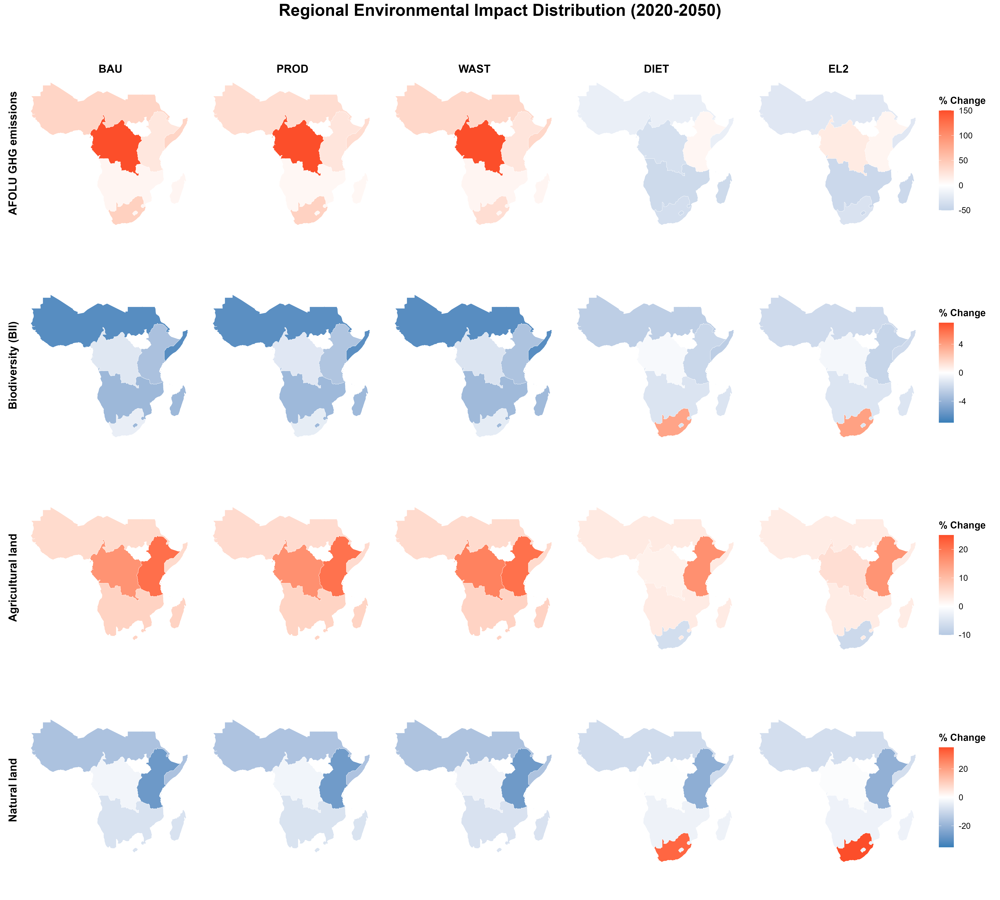 Regional Environmental Impact Distribution (2020-2050)
BAU PROD WAST DIET EL2
AFOLU GHG emissions
% Change
150
100
50
0
-50
Biodiversity (BII)
% Change
4
0
-4
Agricultural land
% Change
20
10
0
-10
Natural land
% Change
20
0
-20